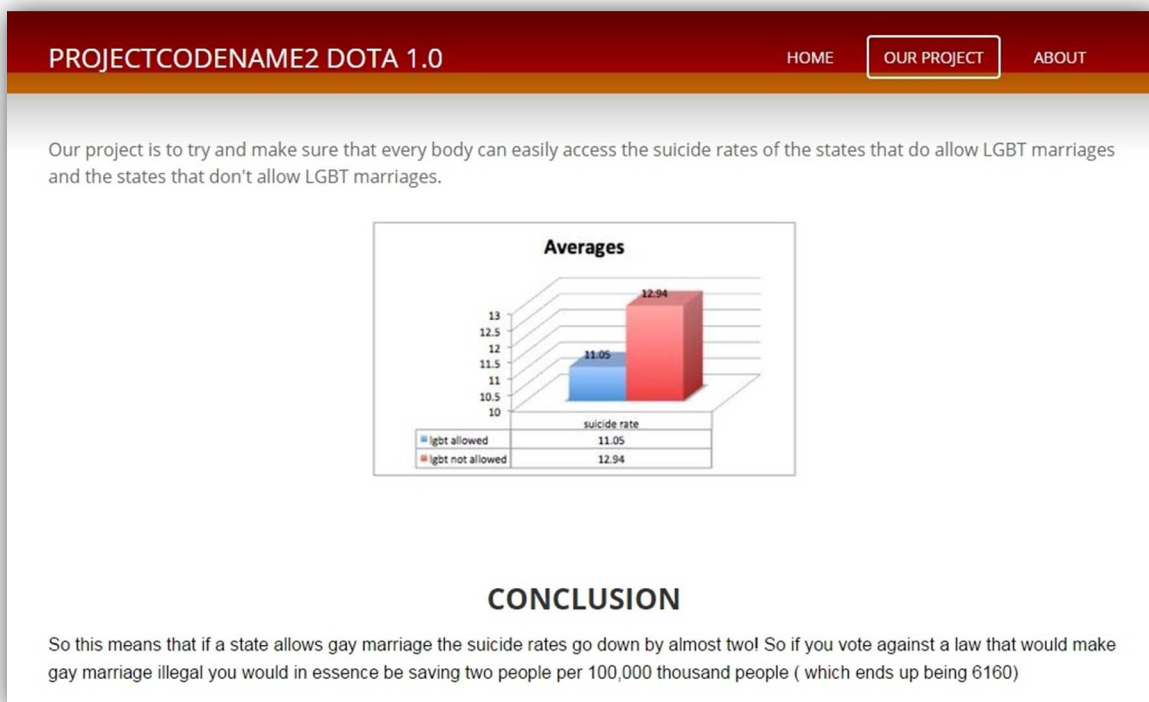 PROJECTCODENAME2 DOTA 1.0
HOME
OUR PROJECT
ABOUT
Our project is to try and make sure that every body can easily access the suicide rates of the states that do allow LGBT marriages
and the states that don't allow LGBT marriages.
Averages
13
12.5
12
11.5
11
10.5
10
11.05
12.94
suicide rate
lgbt allowed 11.05
lgbt not allowed 12.94
CONCLUSION
So this means that if a state allows gay marriage the suicide rates go down by almost two! So if you vote against a law that would make
gay marriage illegal you would in essence be saving two people per 100,000 thousand people ( which ends up being 6160)